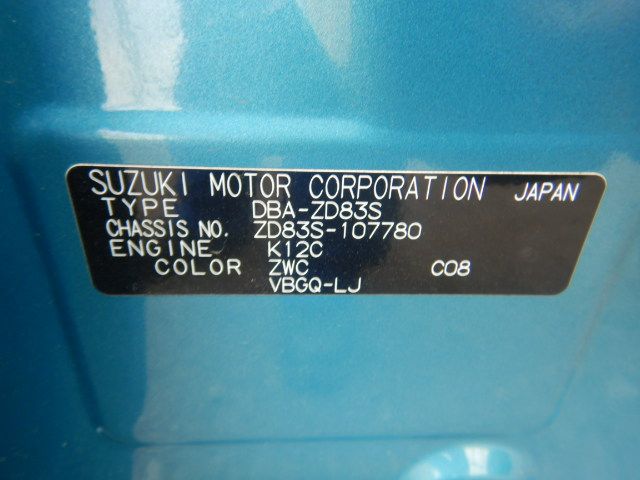 SUZUKI MOTOR CORPORATION JAPAN
TYPE DBA-ZD83S
CHASSIS NO. ZD83S-107780
ENGINE K12C
COLOR ZWC C08
VBGQ-LJ